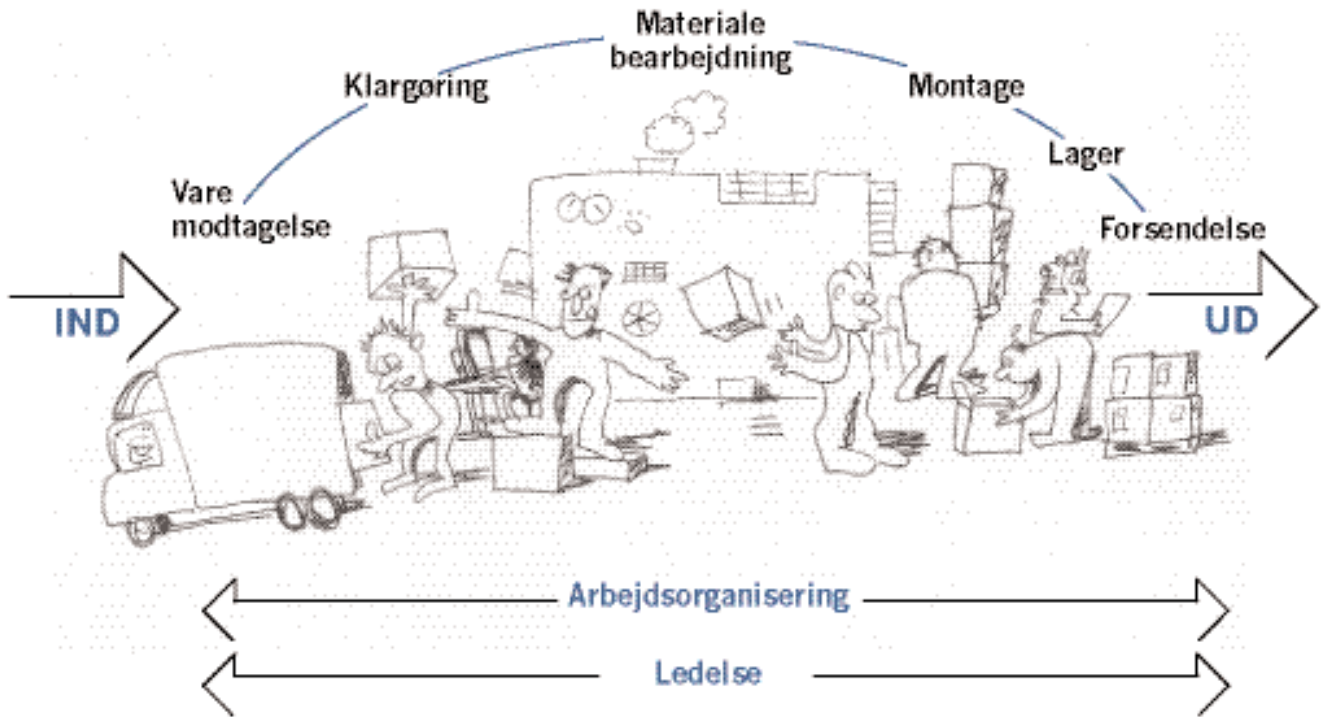 Materiale
bearbejdning
Klargøring
Montage
Lager
Vare
modtagelse
Forsendelse
IND
UD
Arbejdsorganisering
Ledelse